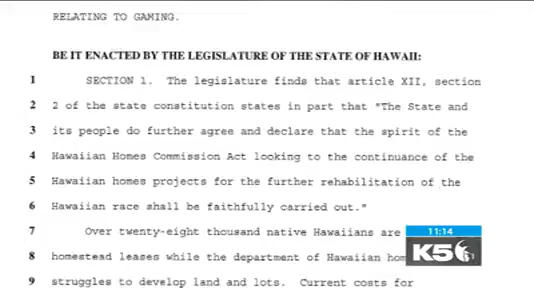 RELATING TO GAMING.
BE IT ENACTED BY THE LEGISLATURE OF THE STATE OF HAWAII:
1 SECTION 1. The legislature finds that article XII, section
2 2 of the state constitution states in part that "The State and
3 its people do further agree and declare that the spirit of the
4 Hawaiian Homes Commission Act looking to the continuance of the
5 Hawaiian homes projects for the further rehabilitation of the
6 Hawaiian race shall be faithfully carried out."
7 Over twenty-eight thousand native Hawaiians are
11:14
8 homestead leases while the department of Hawaiian
K5
9 struggles to develop land and lots. Current costs for